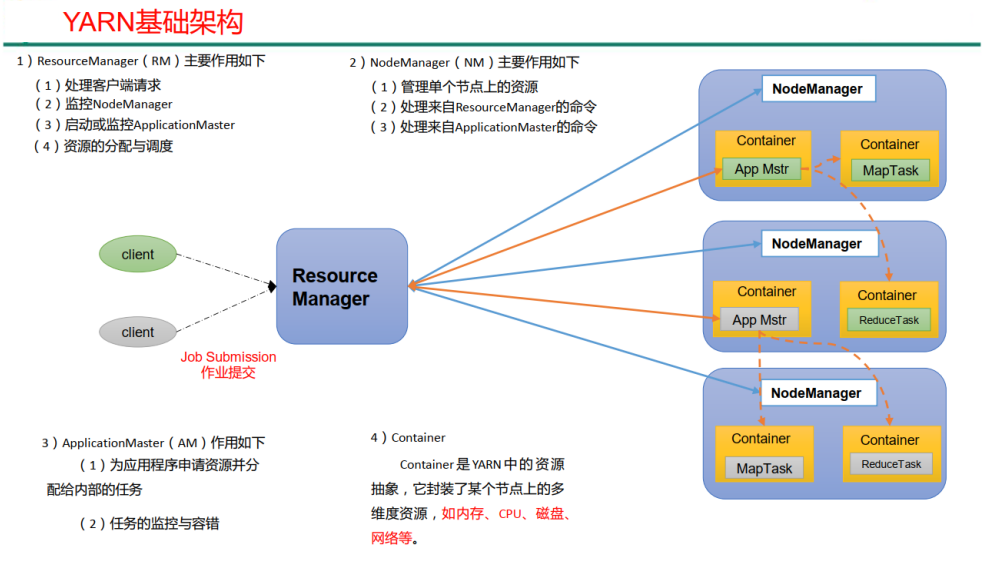 YARN基础架构
1）ResourceManager（RM）主要作用如下
（1）处理客户端请求
（2）监控NodeManager
（3）启动或监控ApplicationMaster
（4）资源的分配与调度
2）NodeManager（NM）主要作用如下
（1）管理单个节点上的资源
（2）处理来自ResourceManager的命令
（3）处理来自ApplicationMaster的命令
client
client
Job Submission
作业提交
Resource
Manager
NodeManager
Container
App Mstr
Container
MapTask
NodeManager
Container
App Mstr
Container
ReduceTask
NodeManager
Container
MapTask
Container
ReduceTask
3）ApplicationMaster（AM）作用如下
（1）为应用程序申请资源并分
配给内部的任务
（2）任务的监控与容错
4）Container
Container是YARN中的资源
抽象，它封装了某个节点上的多
维度资源，如内存、CPU、磁盘、
网络等。